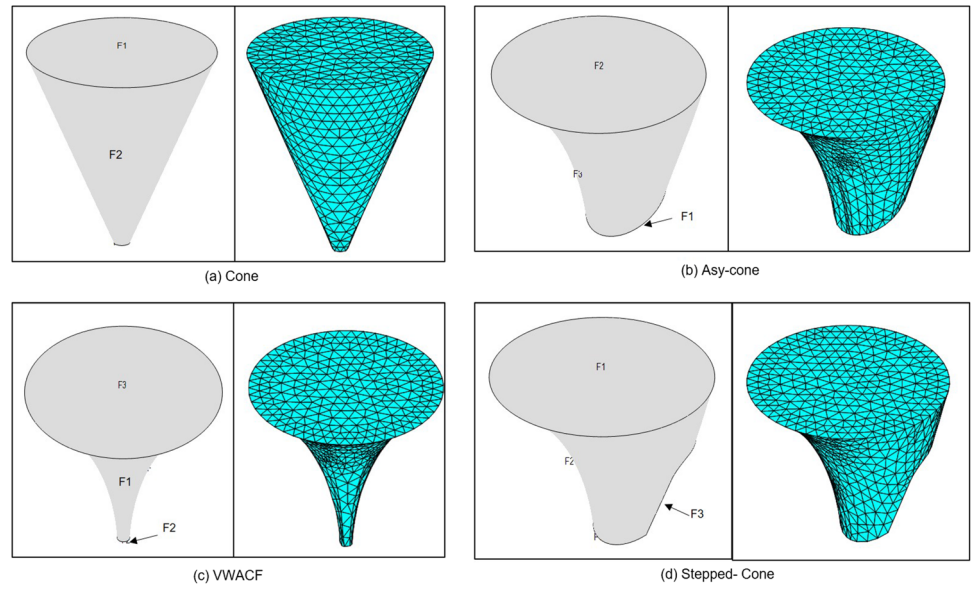 F1
F2
(a) Cone
F2
F3
F1
(b) Asy-cone
F3
F1
F2
(c) VWACF
F1
F2
F3
(d) Stepped- Cone